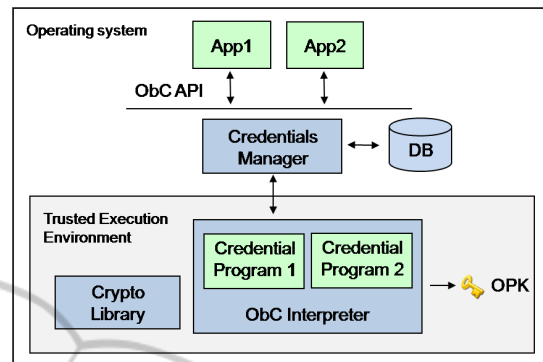 Operating system
App1
App2
ObC API
Credentials
Manager
DB
Trusted Execution
Environment
Credential
Program 1
Credential
Program 2
Crypto
Library
ObC Interpreter
OPK